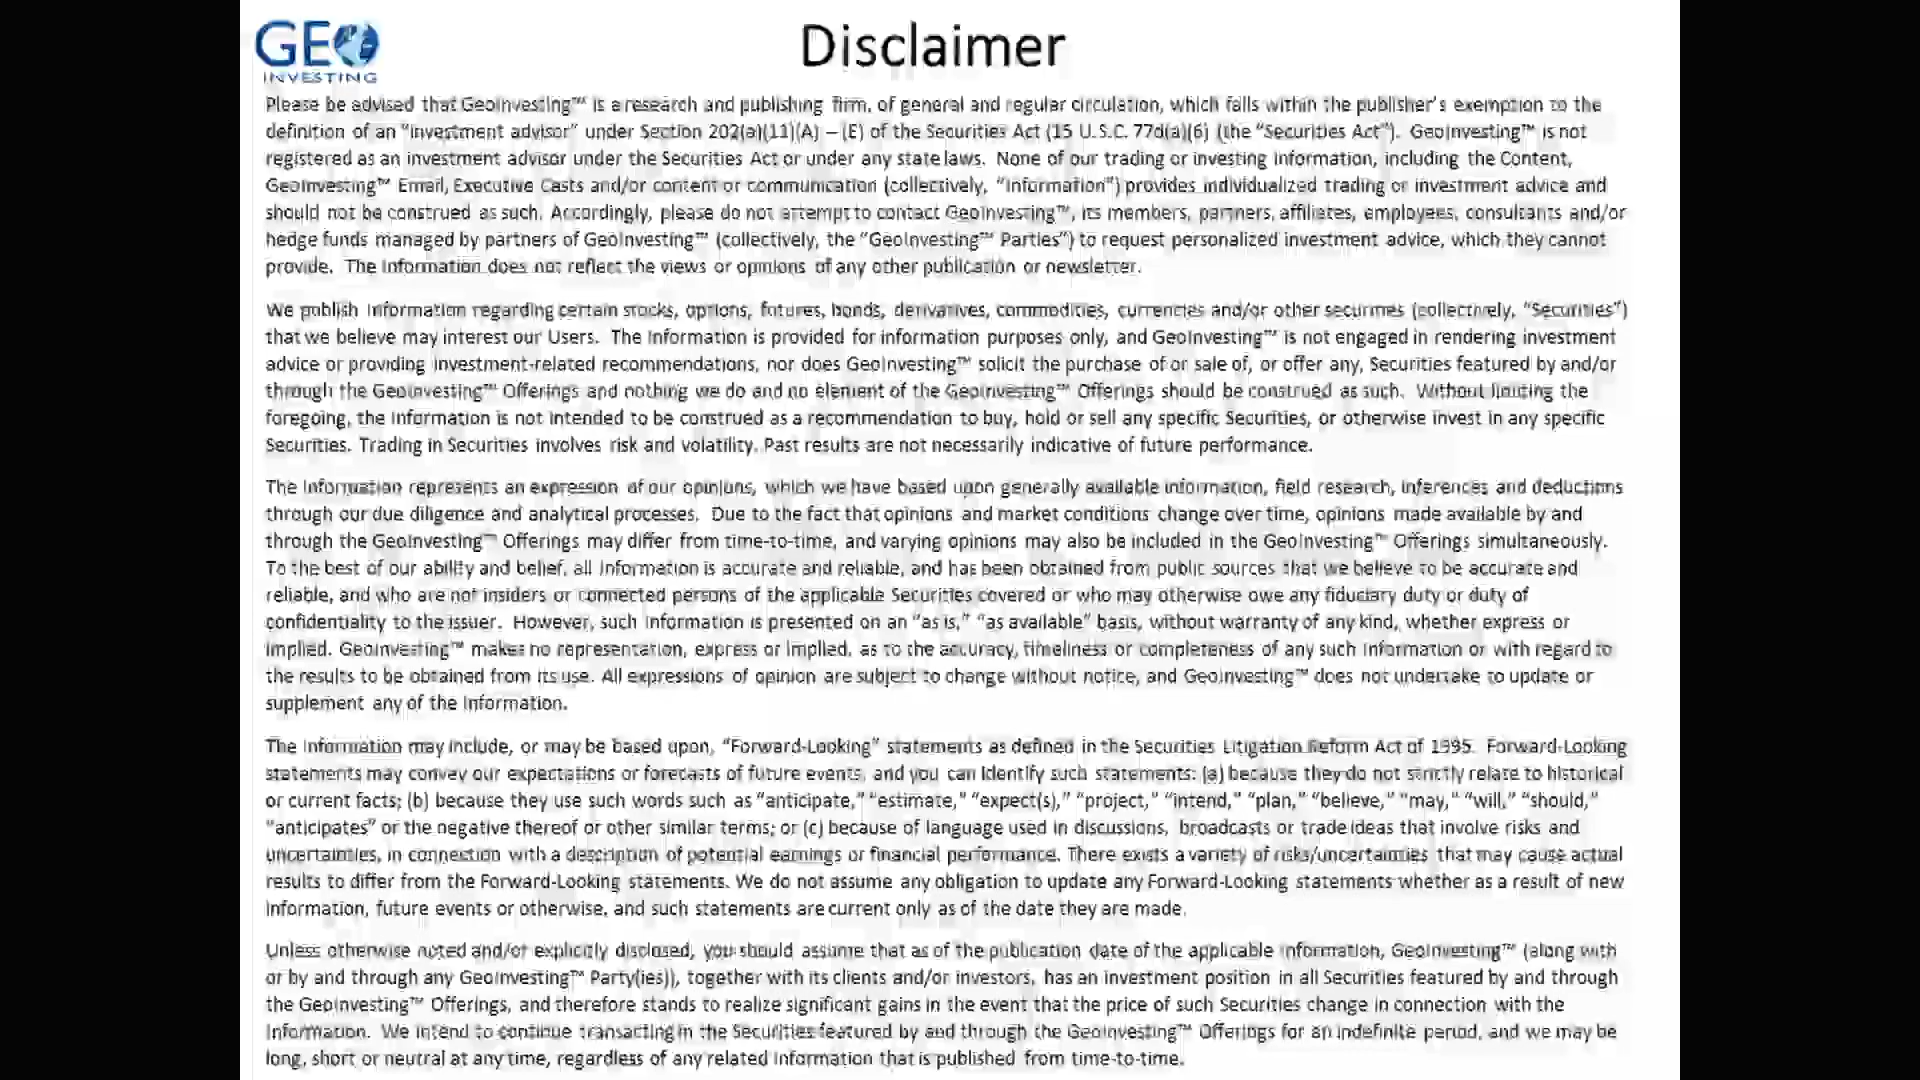 GEO
INVESTING
Disclaimer
Please be advised that GeoInvesting™ is a research and publishing firm, of general and regular circulation, which falls within the publisher's exemption to the
definition of an "investment advisor" under Section 202(a)(11)(A) – (E) of the Securities Act (15 U.S.C. 77d(a)(6) (the "Securities Act").  GeoInvesting™ is not
registered as an investment advisor under the Securities Act or under any state laws.  None of our trading or investing information, including the Content,
GeoInvesting™ Email, Executive Casts and/or content or communication (collectively, "Information") provides individualized trading or investment advice and
should not be construed as such. Accordingly, please do not attempt to contact GeoInvesting™, its members, partners, affiliates, employees, consultants and/or
hedge funds managed by partners of GeoInvesting™ (collectively, the "GeoInvesting™ Parties") to request personalized investment advice, which they cannot
provide.  The Information does not reflect the views or opinions of any other publication or newsletter.
We publish Information regarding certain stocks, options, futures, bonds, derivatives, commodities, currencies and/or other securities (collectively, "Securities")
that we believe may interest our Users.  The Information is provided for information purposes only, and GeoInvesting™ is not engaged in rendering investment
advice or providing investment-related recommendations, nor does GeoInvesting™ solicit the purchase of or sale of, or offer any, Securities featured by and/or
through the GeoInvesting™ Offerings and nothing we do and no element of the GeoInvesting™ Offerings should be construed as such.  Without limiting the
foregoing, the Information is not intended to be construed as a recommendation to buy, hold or sell any specific Securities, or otherwise invest in any specific
Securities. Trading in Securities involves risk and volatility. Past results are not necessarily indicative of future performance.
The Information represents an expression of our opinions, which we have based upon generally available information, field research, inferences and deductions
through our due diligence and analytical processes.  Due to the fact that opinions and market conditions change over time, opinions made available by and
through the GeoInvesting™ Offerings may differ from time-to-time, and varying opinions may also be included in the GeoInvesting™ Offerings simultaneously.
To the best of our ability and belief, all Information is accurate and reliable, and has been obtained from public sources that we believe to be accurate and
reliable, and who are not insiders or connected persons of the applicable Securities covered or who may otherwise owe any fiduciary duty or duty of
confidentiality to the issuer.  However, such Information is presented on an "as is," "as available" basis, without warranty of any kind, whether express or
implied. GeoInvesting™ makes no representation, express or implied, as to the accuracy, timeliness or completeness of any such Information or with regard to
the results to be obtained from its use. All expressions of opinion are subject to change without notice, and GeoInvesting™ does not undertake to update or
supplement any of the Information.
The Information may include, or may be based upon, "Forward-Looking" statements as defined in the Securities Litigation Reform Act of 1995.  Forward-Looking
statements may convey our expectations or forecasts of future events, and you can identify such statements: (a) because they do not strictly relate to historical
or current facts; (b) because they use such words such as "anticipate," "estimate," "expect(s)," "project," "intend," "plan," "believe," "may," "will," "should,"
"anticipates" or the negative thereof or other similar terms; or (c) because of language used in discussions,  broadcasts or trade ideas that involve risks and
uncertainties, in connection with a description of potential earnings or financial performance. There exists a variety of risks/uncertainties that may cause actual
results to differ from the Forward-Looking statements. We do not assume any obligation to update any Forward-Looking statements whether as a result of new
information, future events or otherwise, and such statements are current only as of the date they are made.
Unless otherwise noted and/or explicitly disclosed, you should assume that as of the publication date of the applicable Information, GeoInvesting™ (along with
or by and through any GeoInvesting™ Party(ies)), together with its clients and/or investors, has an investment position in all Securities featured by and through
the GeoInvesting™ Offerings, and therefore stands to realize significant gains in the event that the price of such Securities change in connection with the
Information.  We intend to continue transacting in the Securities featured by and through the GeoInvesting™ Offerings for an indefinite period, and we may be
long, short or neutral at any time, regardless of any related Information that is published from time-to-time.